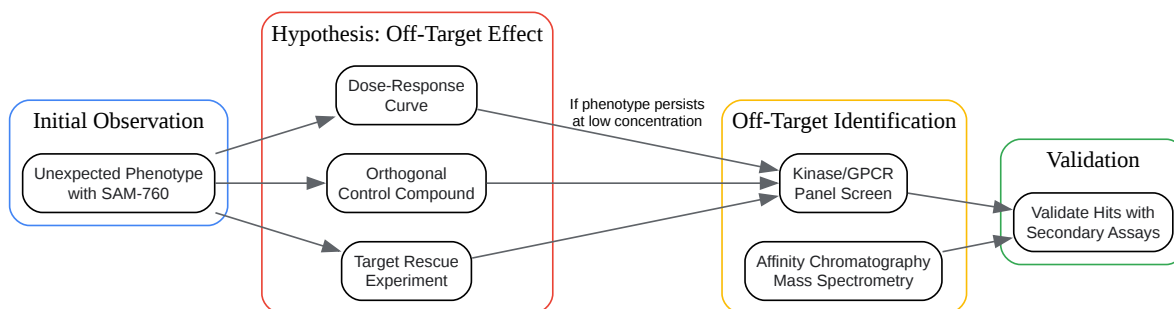 Initial Observation
Unexpected Phenotype
with SAM-760
Hypothesis: Off-Target Effect
Dose-Response
Curve
Orthogonal
Control Compound
Target Rescue
Experiment
If phenotype persists
at low concentration
Off-Target Identification
Kinase/GPCR
Panel Screen
Affinity Chromatography
Mass Spectrometry
Validation
Validate Hits with
Secondary Assays